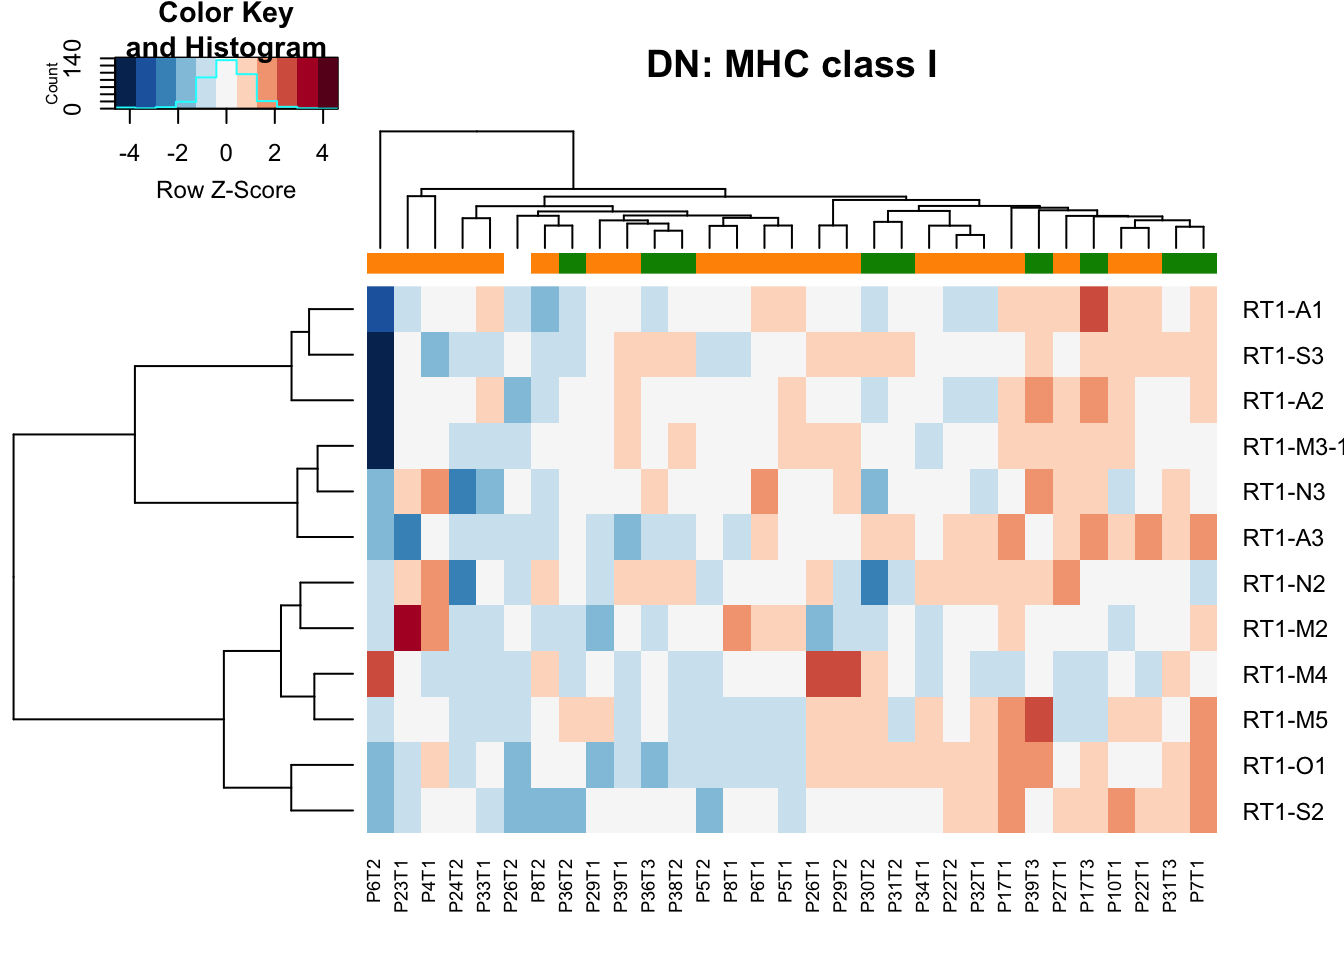 Color Key
and Histogram
DN: MHC class I
Count
0
140
-4 -2 0 2 4
Row Z-Score
RT1-A1
RT1-S3
RT1-A2
RT1-M3-1
RT1-N3
RT1-A3
RT1-N2
RT1-M2
RT1-M4
RT1-M5
RT1-O1
RT1-S2
P6T2 P23T1 P4T1 P24T2 P33T1 P26T2 P8T2 P36T2 P29T1 P39T1 P36T3 P38T2 P5T2 P8T1 P6T1 P5T1 P26T1 P29T2 P30T2 P31T2 P34T1 P22T2 P32T1 P17T1 P39T3 P27T1 P17T3 P10T1 P22T1 P31T3 P7T1